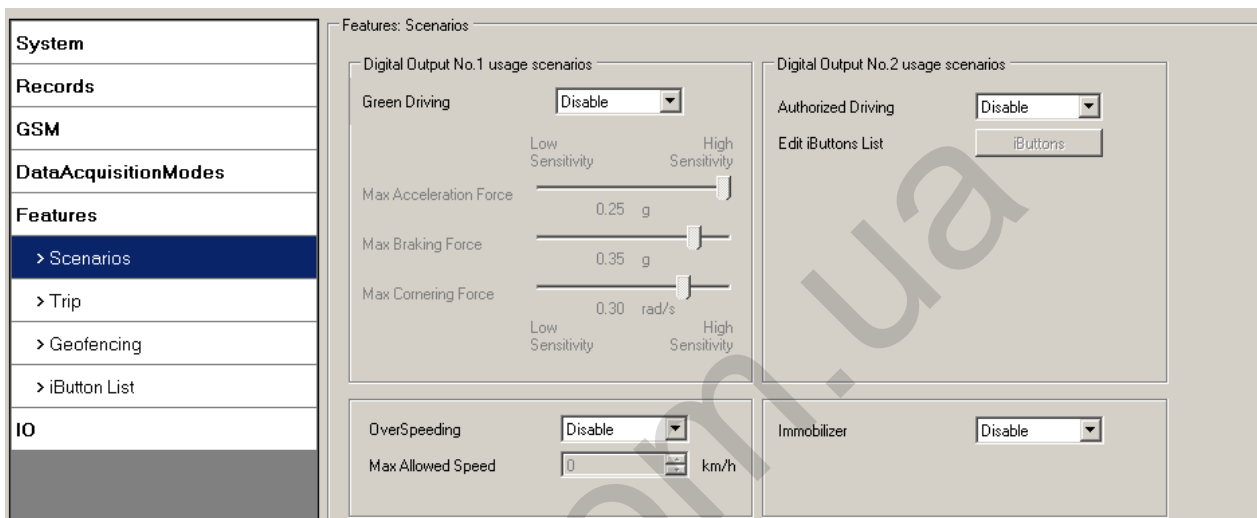 System
Records
GSM
DataAcquisitionModes
Features
> Scenarios
> Trip
> Geofencing
> iButton List
IO
Features: Scenarios
Digital Output No.1 usage scenarios
Green Driving Disable
Low Sensitivity High Sensitivity
Max Acceleration Force
0.25 g
Max Braking Force
0.35 g
Max Cornering Force
0.30 rad/s
Low Sensitivity High Sensitivity
Digital Output No.2 usage scenarios
Authorized Driving Disable
Edit iButtons List iButtons
OverSpeeding Disable
Max Allowed Speed 0 km/h
Immobilizer Disable
om.ua